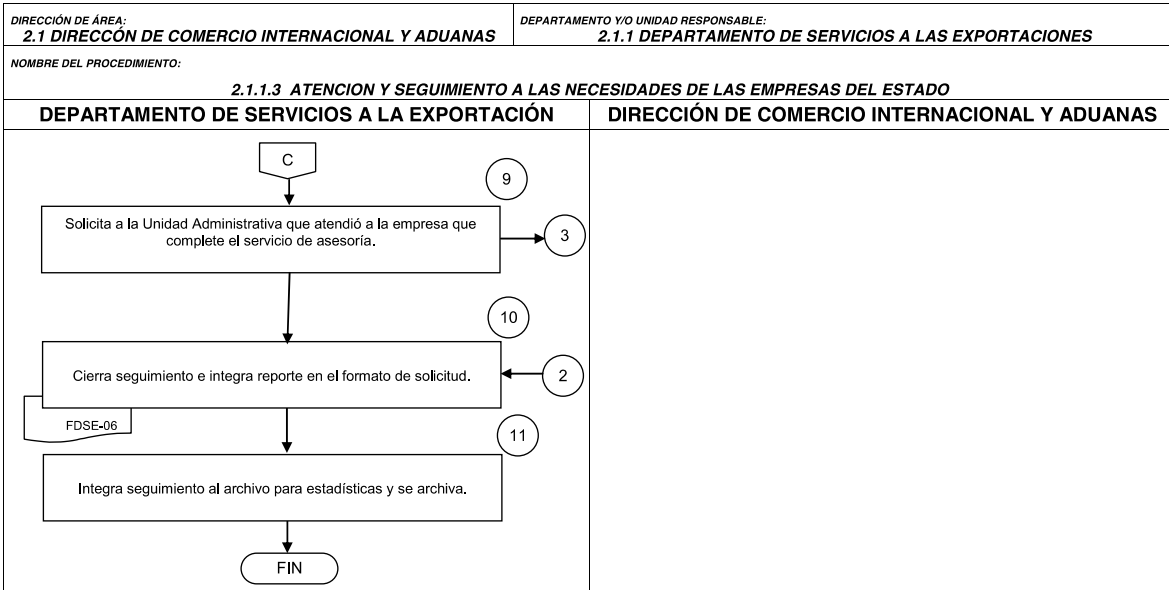 DIRECCIÓN DE ÁREA:
2.1 DIRECCÓN DE COMERCIO INTERNACIONAL Y ADUANAS
DEPARTAMENTO Y/O UNIDAD RESPONSABLE:
2.1.1 DEPARTAMENTO DE SERVICIOS A LAS EXPORTACIONES
NOMBRE DEL PROCEDIMIENTO:
2.1.1.3 ATENCION Y SEGUIMIENTO A LAS NECESIDADES DE LAS EMPRESAS DEL ESTADO
DEPARTAMENTO DE SERVICIOS A LA EXPORTACIÓN
DIRECCIÓN DE COMERCIO INTERNACIONAL Y ADUANAS
C
9
Solicita a la Unidad Administrativa que atendió a la empresa que
complete el servicio de asesoría.
3
10
Cierra seguimiento e integra reporte en el formato de solicitud.
2
FDSE-06
11
Integra seguimiento al archivo para estadísticas y se archiva.
FIN